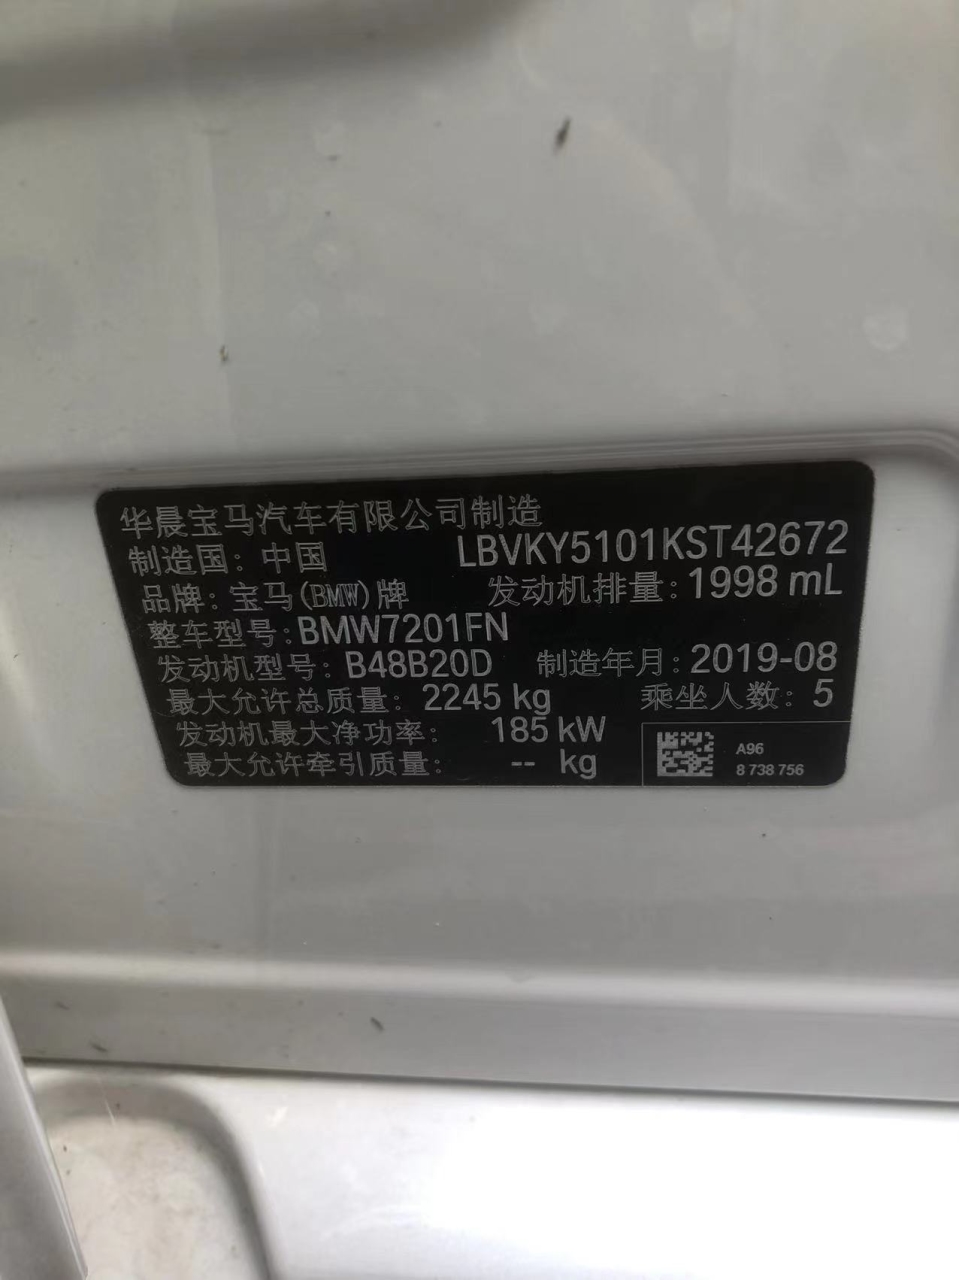 华晨宝马汽车有限公司制造
制造国：中国 LBVKY5101KST42672
品牌：宝马(BMW)牌 发动机排量：1998 mL
整车型号：BMW7201FN
发动机型号：B48B20D 制造年月：2019-08
最大允许总质量：2245 kg 乘坐人数：5
发动机最大净功率：185 kW
最大允许牵引质量：-- kg
A96
8 738 756